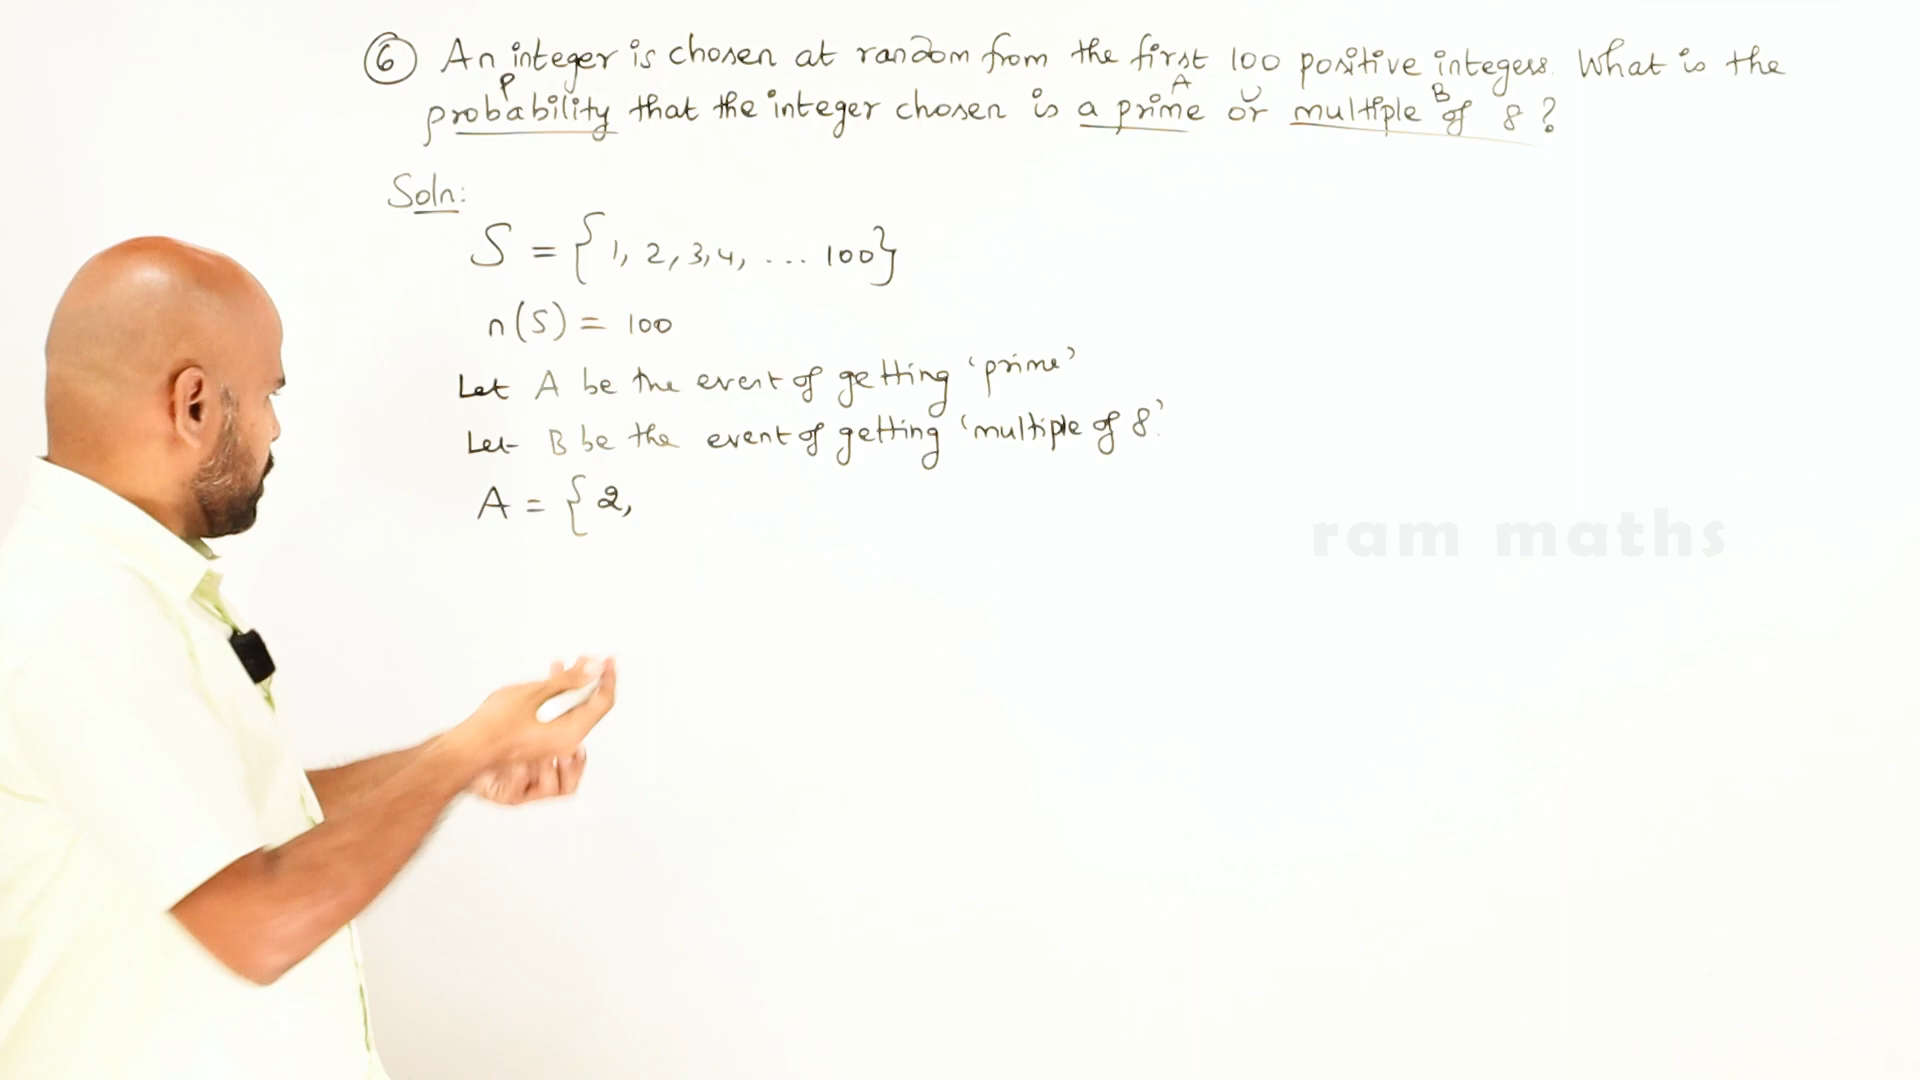 6 An integer is chosen at random from the first 100 positive integers. What is the
P A U B
probability that the integer chosen is a prime or multiple of 8?
Soln:
S = {1, 2, 3, 4, ... 100}
n(S) = 100
Let A be the event of getting 'prime'
Let B be the event of getting 'multiple of 8'
A = {2,
ram maths